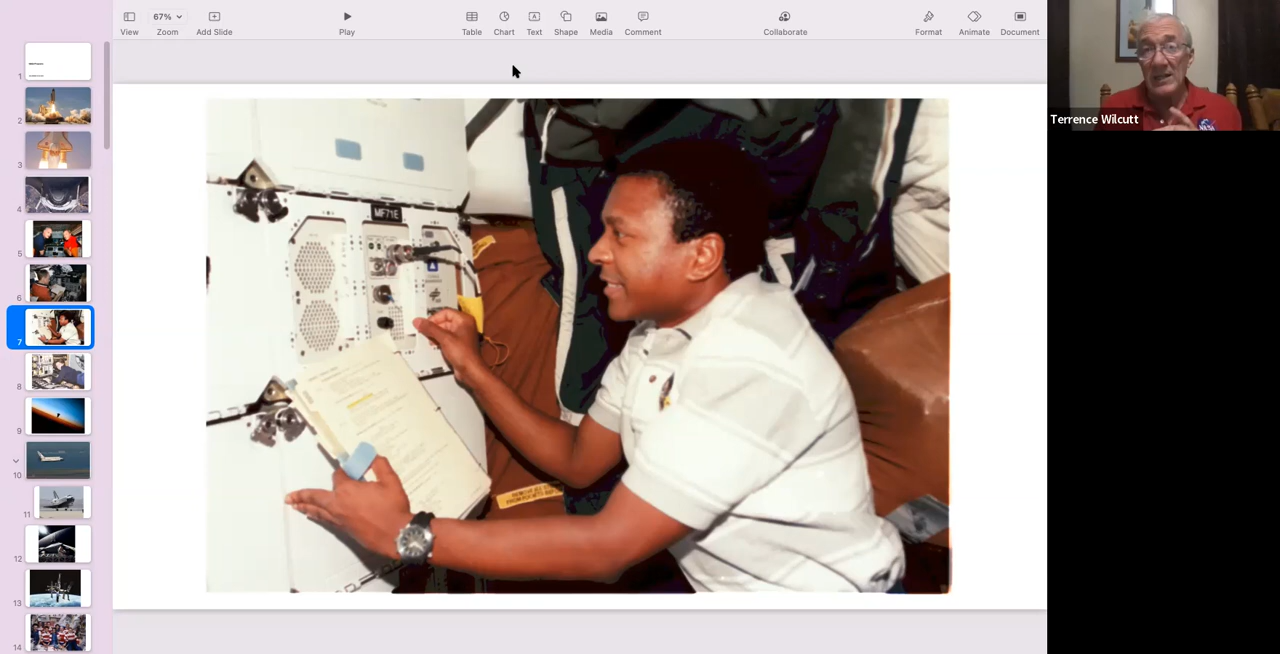 67%
View
Zoom
Add Slide
Play
Table
Chart
Text
Shape
Media
Comment
Collaborate
Format
Animate
Document
Terrence Wilcutt
1
2
3
4
5
6
7
8
9
10
11
12
13
14
MF71E